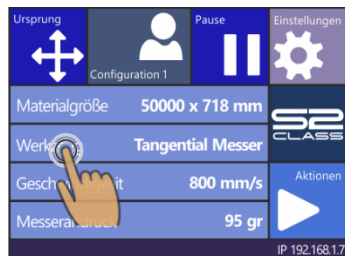 Ursprung
Configuration 1
Pause
Einstellungen
Materialgröße 50000 x 718 mm
Tangential Messer
800 mm/s
95 gr
S2
CLASS
Aktionen
IP 192.168.1.7